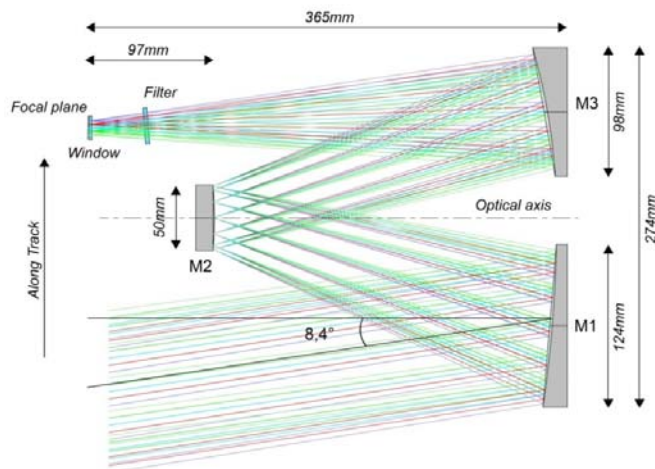 365mm
97mm
Filter
Focal plane
Window
M3
98mm
Optical axis
274mm
50mm
M2
Along Track
8,4°
M1
124mm